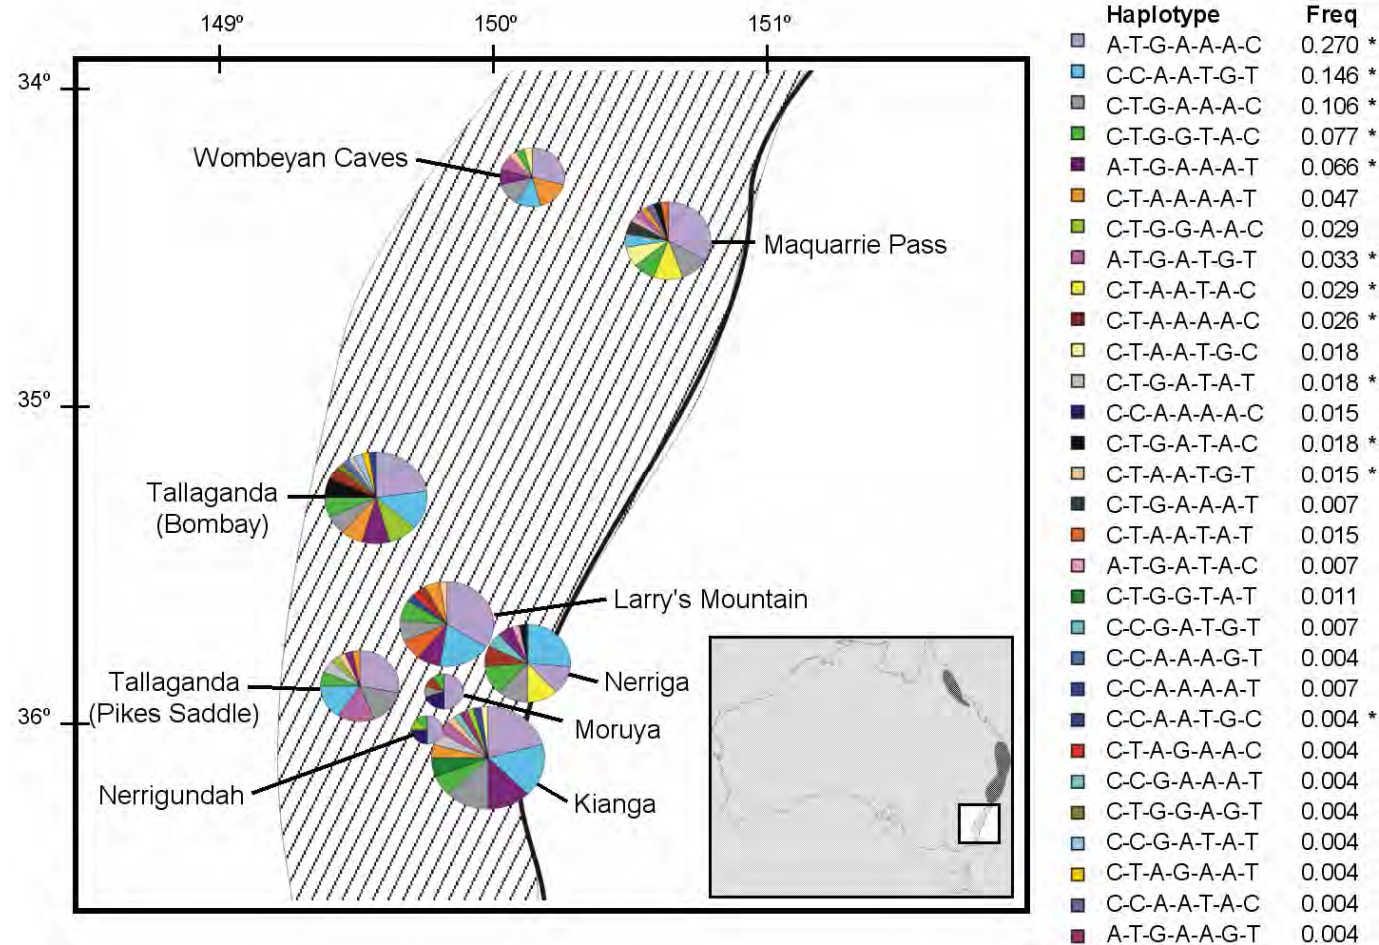 149º 150º 151º
34º
35º
36º
Wombeyan Caves
Maquarrie Pass
Tallaganda
(Bombay)
Larry's Mountain
Tallaganda
(Pikes Saddle)
Nerriga
Moruya
Nerrigundah
Kianga
Haplotype Freq
A-T-G-A-A-A-C 0.270 *
C-C-A-A-T-G-T 0.146 *
C-T-G-A-A-A-C 0.106 *
C-T-G-G-T-A-C 0.077 *
A-T-G-A-A-A-T 0.066 *
C-T-A-A-A-A-T 0.047
C-T-G-G-A-A-C 0.029
A-T-G-A-T-G-T 0.033 *
C-T-A-A-T-A-C 0.029 *
C-T-A-A-A-A-C 0.026 *
C-T-A-A-T-G-C 0.018
C-T-G-A-T-A-T 0.018 *
C-C-A-A-A-A-C 0.015
C-T-G-A-T-A-C 0.018 *
C-T-A-A-T-G-T 0.015 *
C-T-G-A-A-A-T 0.007
C-T-A-A-T-A-T 0.015
A-T-G-A-T-A-C 0.007
C-T-G-G-T-A-T 0.011
C-C-G-A-T-G-T 0.007
C-C-A-A-A-G-T 0.004
C-C-A-A-A-A-T 0.007
C-C-A-A-T-G-C 0.004 *
C-T-A-G-A-A-C 0.004
C-C-G-A-A-A-T 0.004
C-T-G-G-A-G-T 0.004
C-C-G-A-T-A-T 0.004
C-T-A-G-A-A-T 0.004
C-C-A-A-T-A-C 0.004
A-T-G-A-A-G-T 0.004